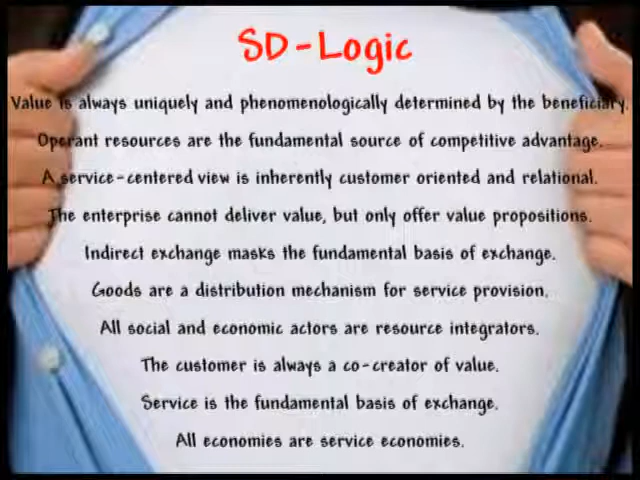 SD-Logic
Value is always uniquely and phenomenologically determined by the beneficiary.
Operant resources are the fundamental source of competitive advantage.
A service-centered view is inherently customer oriented and relational.
The enterprise cannot deliver value, but only offer value propositions.
Indirect exchange masks the fundamental basis of exchange.
Goods are a distribution mechanism for service provision.
All social and economic actors are resource integrators.
The customer is always a co-creator of value.
Service is the fundamental basis of exchange.
All economies are service economies.